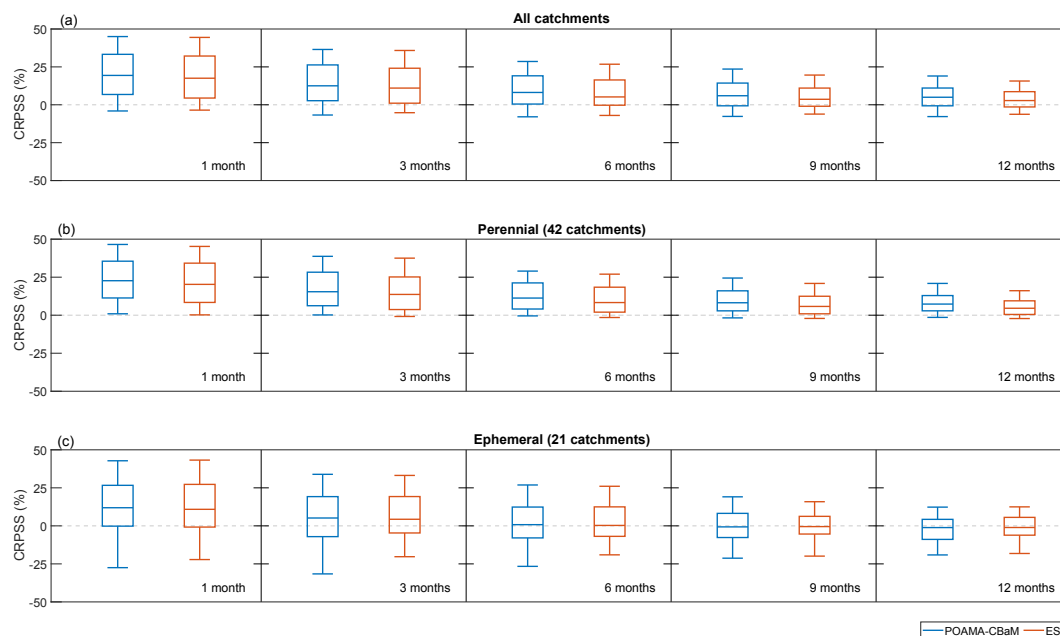 (a) All catchments
50
25
0
-25
-50
CRPSS (%)
1 month 3 months 6 months 9 months 12 months
(b) Perennial (42 catchments)
50
25
0
-25
-50
CRPSS (%)
1 month 3 months 6 months 9 months 12 months
(c) Ephemeral (21 catchments)
50
25
0
-25
-50
CRPSS (%)
1 month 3 months 6 months 9 months 12 months
POAMA-CBaM ES